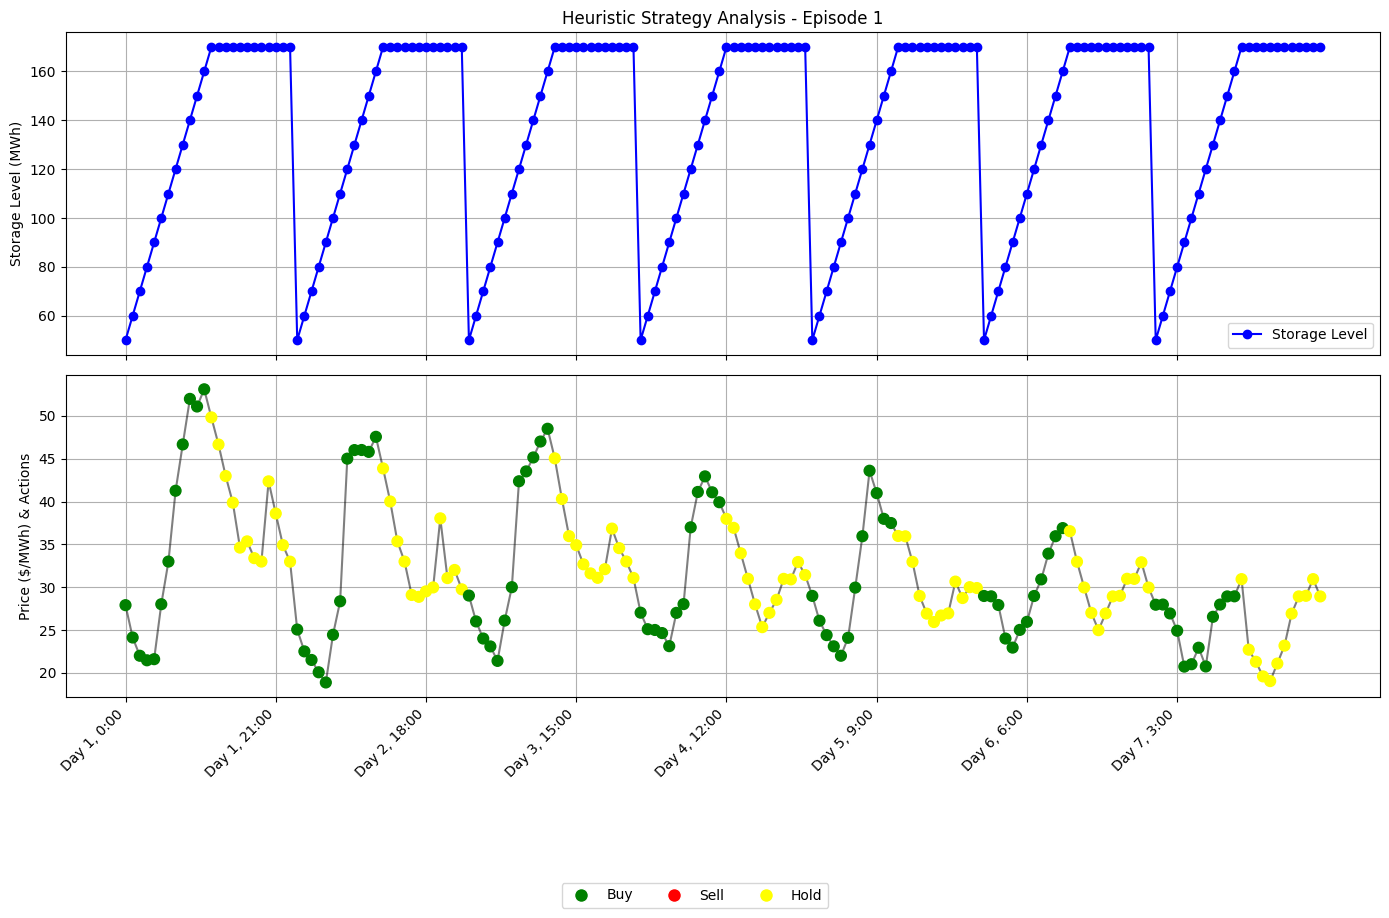 Heuristic Strategy Analysis - Episode 1
Storage Level (MWh)
160
140
120
100
80
60
Storage Level
Price ($/MWh) & Actions
50
45
40
35
30
25
20
Day 1, 0:00
Day 1, 21:00
Day 2, 18:00
Day 3, 15:00
Day 4, 12:00
Day 5, 9:00
Day 6, 6:00
Day 7, 3:00
Buy
Sell
Hold